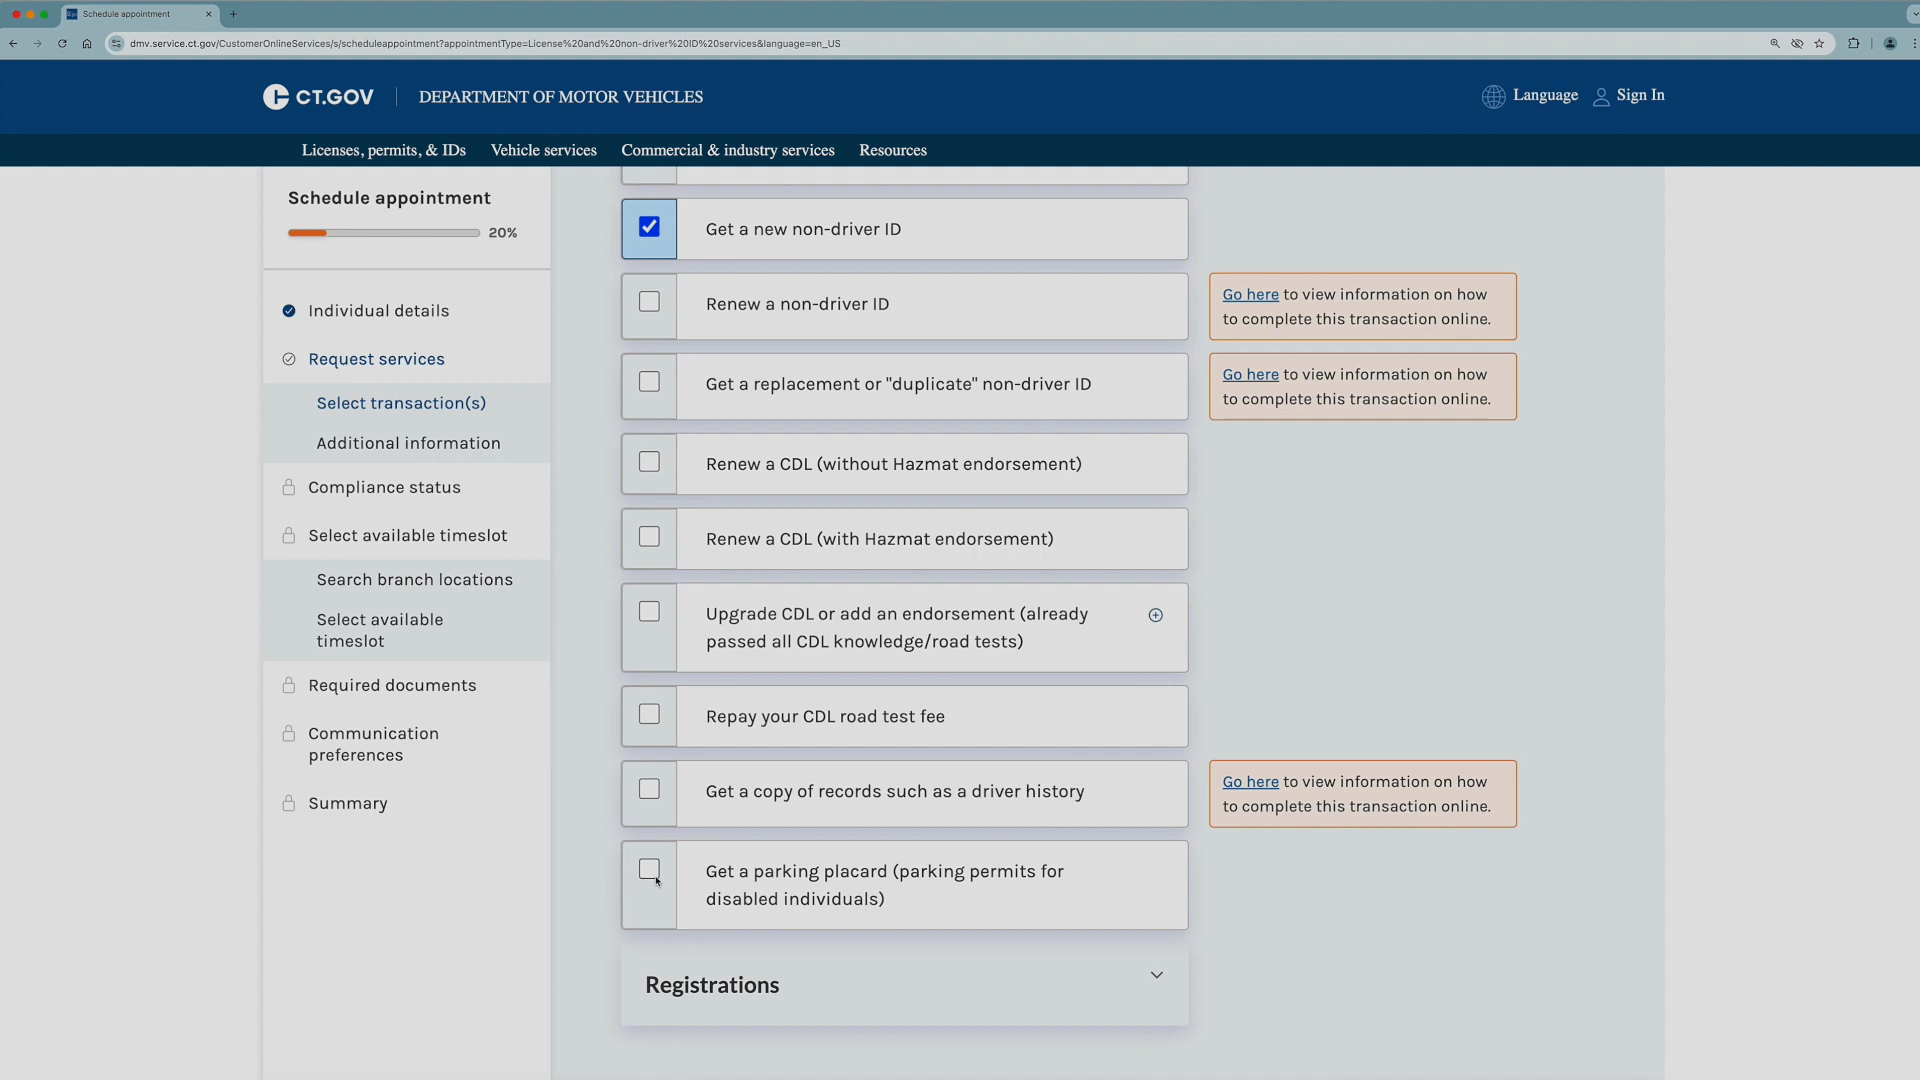 Schedule appointment
dmv.service.ct.gov/CustomerOnlineServices/s/scheduleappointment?appointmentType=License%20and%20non-driver%20ID%20services&language=en_US
CT.GOV
DEPARTMENT OF MOTOR VEHICLES
Language
Sign In
Licenses, permits, & IDs
Vehicle services
Commercial & industry services
Resources
Schedule appointment
20%
Individual details
Request services
Select transaction(s)
Additional information
Compliance status
Select available timeslot
Search branch locations
Select available
timeslot
Required documents
Communication
preferences
Summary
Get a new non-driver ID
Renew a non-driver ID
Go here to view information on how
to complete this transaction online.
Get a replacement or "duplicate" non-driver ID
Go here to view information on how
to complete this transaction online.
Renew a CDL (without Hazmat endorsement)
Renew a CDL (with Hazmat endorsement)
Upgrade CDL or add an endorsement (already
passed all CDL knowledge/road tests)
Repay your CDL road test fee
Get a copy of records such as a driver history
Go here to view information on how
to complete this transaction online.
Get a parking placard (parking permits for
disabled individuals)
Registrations